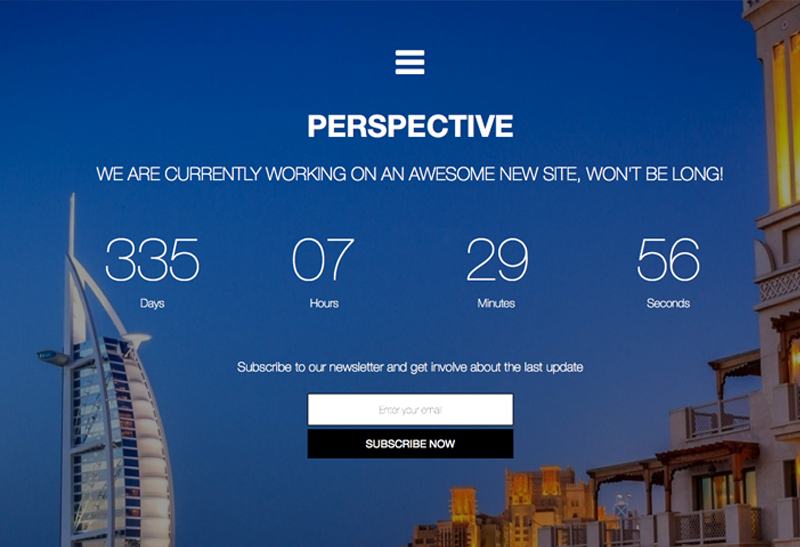 PERSPECTIVE
WE ARE CURRENTLY WORKING ON AN AWESOME NEW SITE, WON'T BE LONG!
335 07 29 56
Days Hours Minutes Seconds
Subscribe to our newsletter and get involve about the last update
Enter your email
SUBSCRIBE NOW